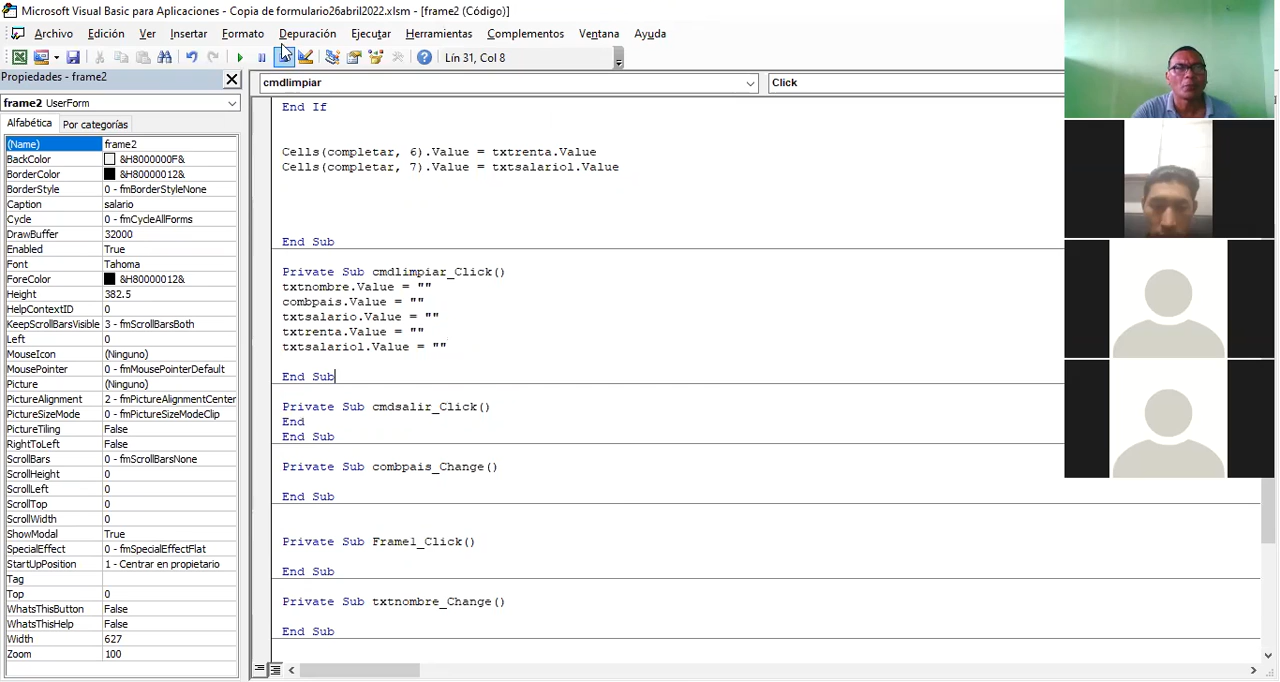 Microsoft Visual Basic para Aplicaciones - Copia de formulario26abril2022.xlsm - [frame2 (Código)]
Archivo Edición Ver Insertar Formato Depuración Ejecutar Herramientas Complementos Ventana Ayuda
Lín 31, Col 8
Propiedades - frame2
frame2 UserForm
Alfabética Por categorías
(Name) frame2
BackColor &H8000000F&
BorderColor &H80000012&
BorderStyle 0 - fmBorderStyleNone
Caption salario
Cycle 0 - fmCycleAllForms
DrawBuffer 32000
Enabled True
Font Tahoma
ForeColor &H80000012&
Height 382.5
HelpContextID 0
KeepScrollBarsVisible 3 - fmScrollBarsBoth
Left 0
MouseIcon (Ninguno)
MousePointer 0 - fmMousePointerDefault
Picture (Ninguno)
PictureAlignment 2 - fmPictureAlignmentCenter
PictureSizeMode 0 - fmPictureSizeModeClip
PictureTiling False
RightToLeft False
ScrollBars 0 - fmScrollBarsNone
ScrollHeight 0
ScrollLeft 0
ScrollTop 0
ScrollWidth 0
ShowModal True
SpecialEffect 0 - fmSpecialEffectFlat
StartUpPosition 1 - Centrar en propietario
Tag
Top 0
WhatsThisButton False
WhatsThisHelp False
Width 627
Zoom 100
cmdlimpiar Click
End If
Cells(completar, 6).Value = txtrenta.Value
Cells(completar, 7).Value = txtsalariol.Value
End Sub
Private Sub cmdlimpiar_Click()
txtnombre.Value = ""
combpais.Value = ""
txtsalario.Value = ""
txtrenta.Value = ""
txtsalariol.Value = ""
End Sub
Private Sub cmdsalir_Click()
End
End Sub
Private Sub combpais_Change()
End Sub
Private Sub Frame1_Click()
End Sub
Private Sub txtnombre_Change()
End Sub